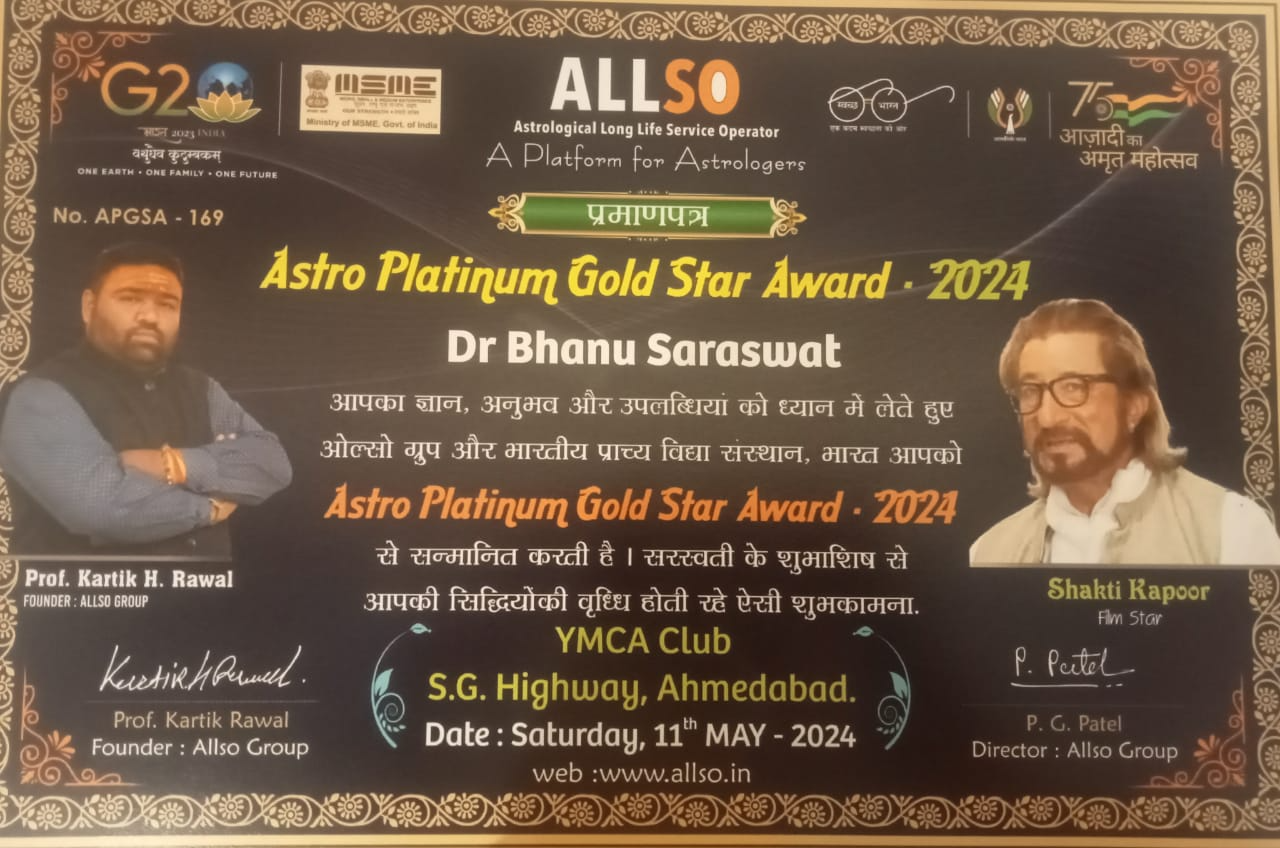 G20
भारत 2023 INDIA
वसुधैव कुटुम्बकम्
ONE EARTH • ONE FAMILY • ONE FUTURE
MSME
MICRO, SMALL & MEDIUM ENTERPRISES
Ministry of MSME, Govt. of India
ALLSO
Astrological Long Life Service Operator
A Platform for Astrologers
स्वच्छ भारत
एक कदम स्वच्छता की ओर
75
आज़ादी का
अमृत महोत्सव
No. APGSA - 169
प्रमाणपत्र
Astro Platinum Gold Star Award - 2024
Dr Bhanu Saraswat
आपका ज्ञान, अनुभव और उपलब्धियां को ध्यान में लेते हुए
ओल्सो ग्रुप और भारतीय प्राच्य विद्या संस्थान, भारत आपको
Astro Platinum Gold Star Award - 2024
से सन्मानित करती है । सरस्वती के शुभाशिष से
आपकी सिद्धियोकी वृध्धि होती रहे ऐसी शुभकामना.
Prof. Kartik H. Rawal
FOUNDER : ALLSO GROUP
Shakti Kapoor
Film Star
YMCA Club
S.G. Highway, Ahmedabad.
Date : Saturday, 11th MAY - 2024
web :www.allso.in
Kartik H Rawal.
Prof. Kartik Rawal
Founder : Allso Group
P. Patel
P. G. Patel
Director : Allso Group